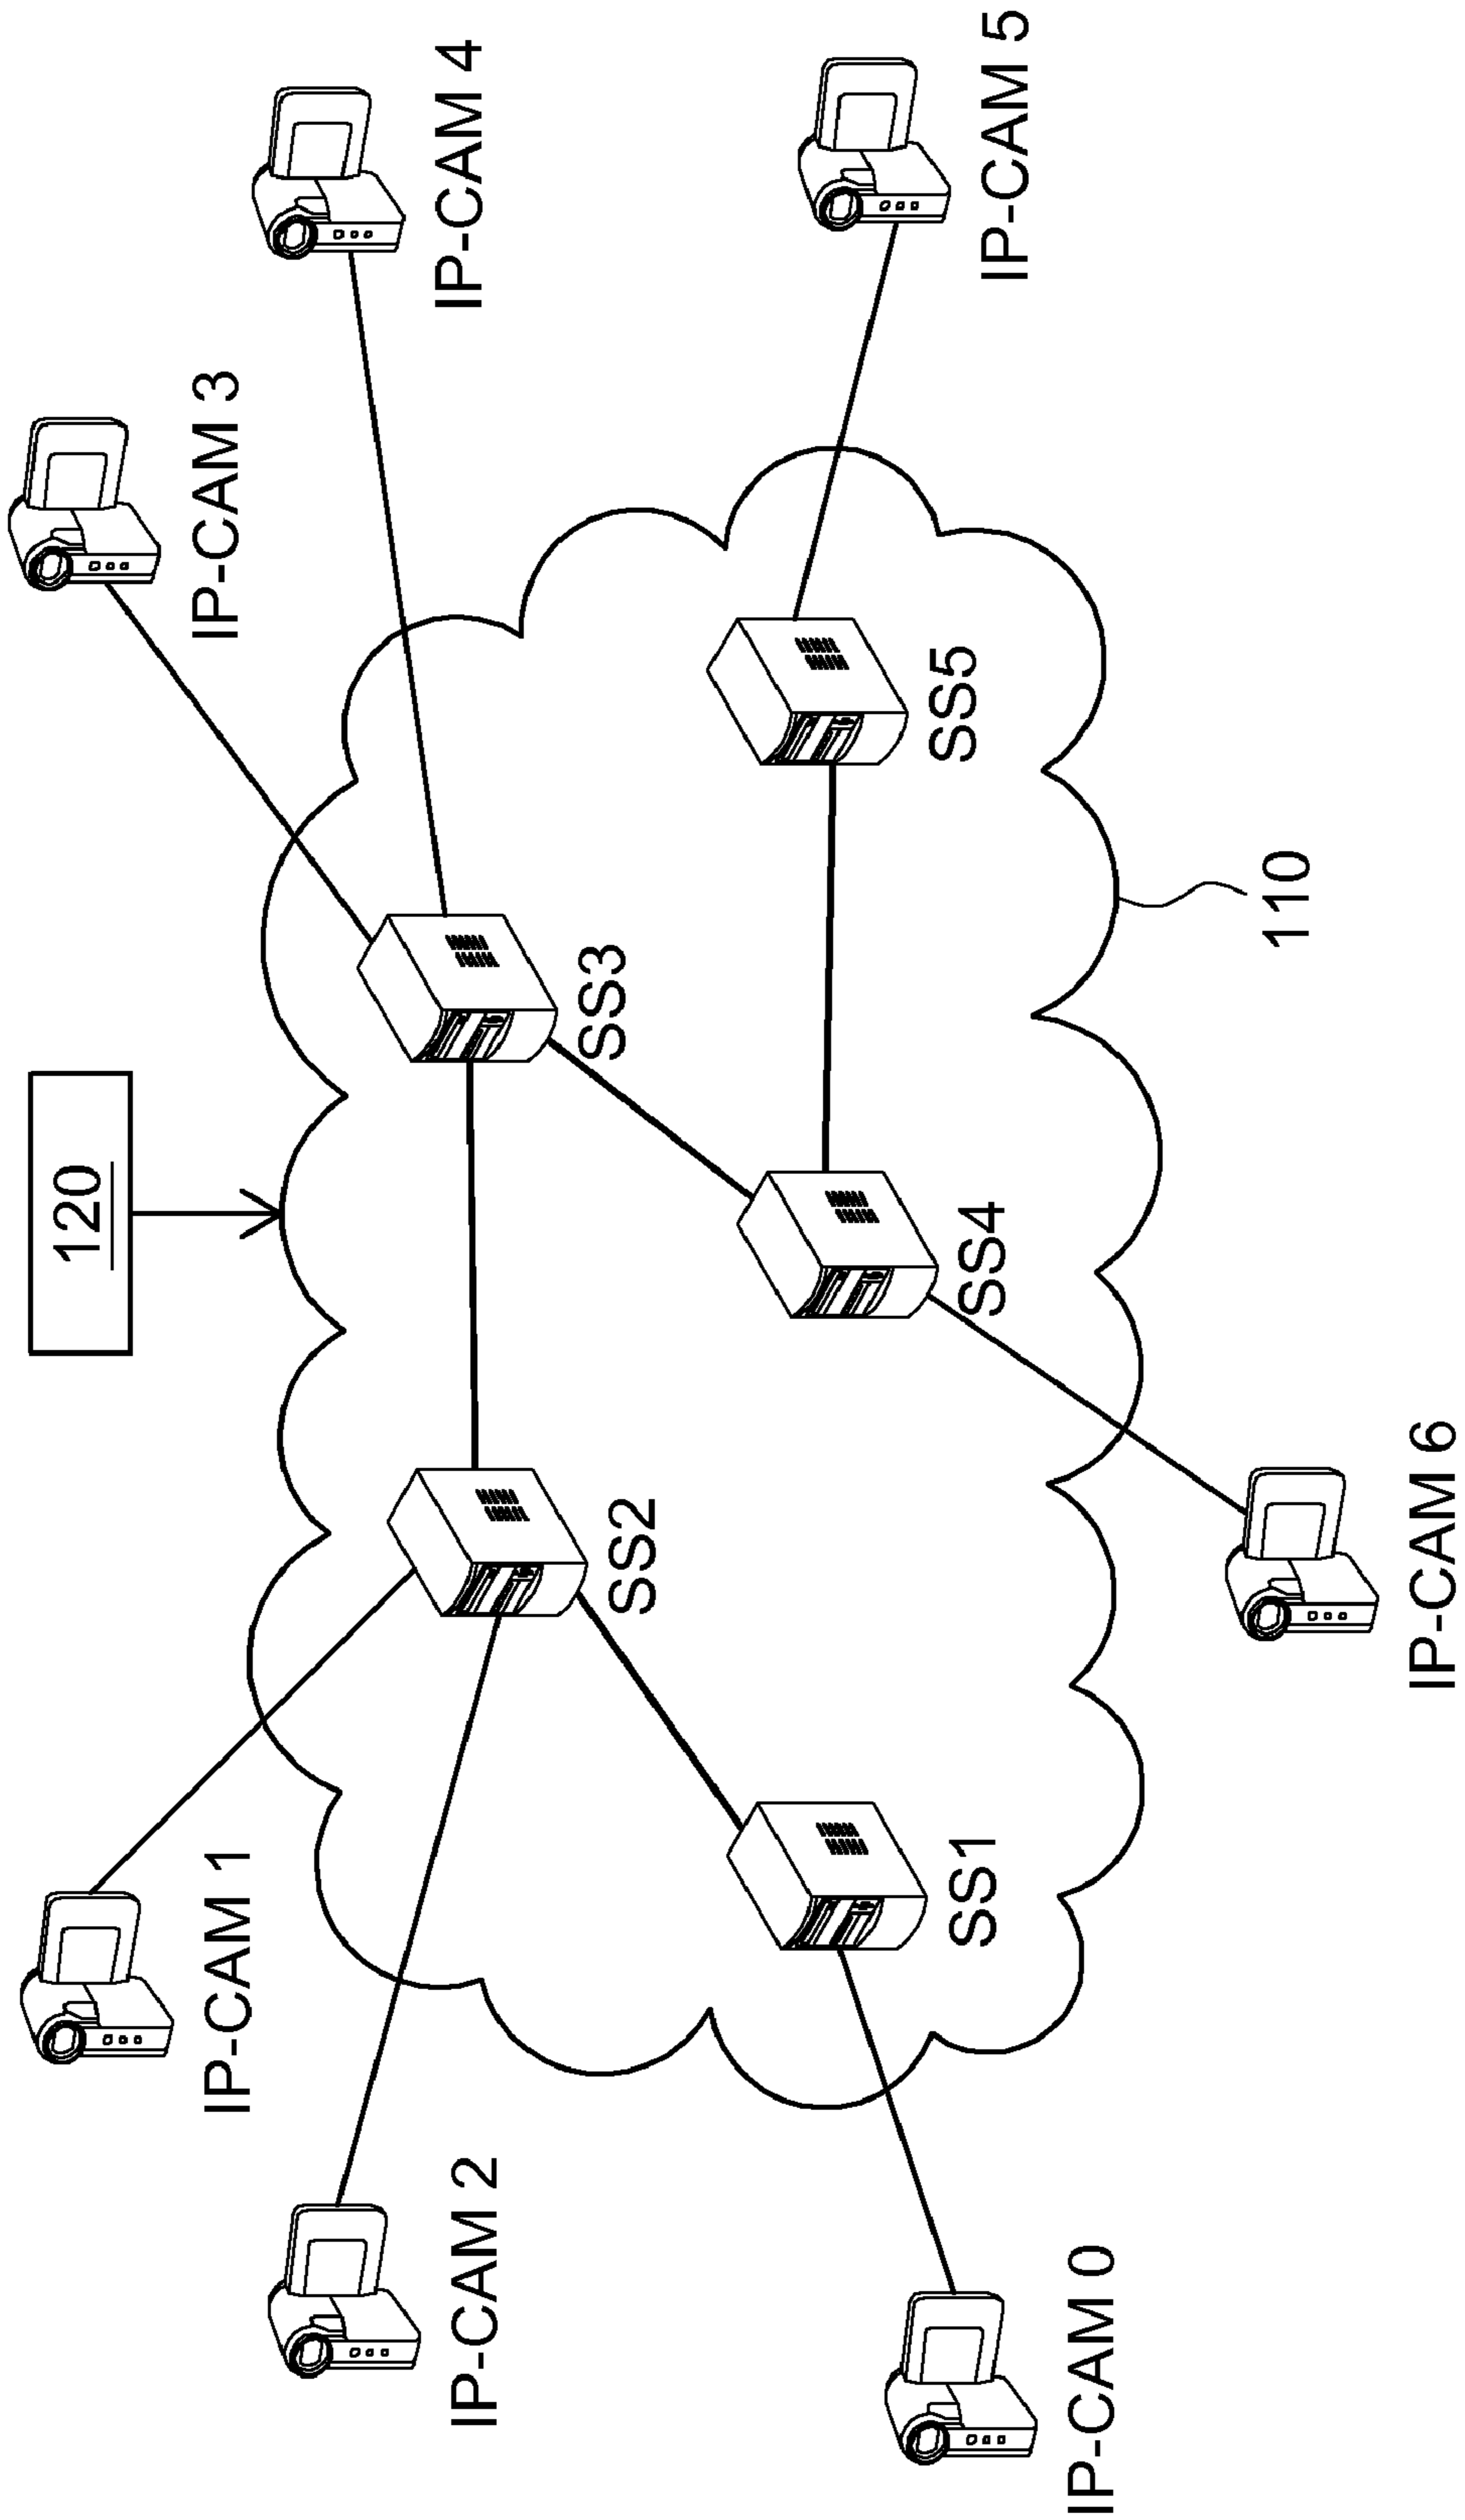 120
IP-CAM 1
IP-CAM 3
IP-CAM 2
IP-CAM 4
SS2
SS3
SS1
SS4
SS5
IP-CAM 0
IP-CAM 5
110
IP-CAM 6